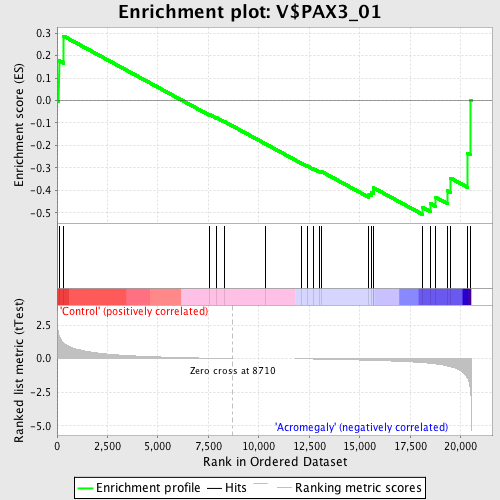 Enrichment plot: V$PAX3_01
Enrichment score (ES)
0.3
0.2
0.1
0.0
-0.1
-0.2
-0.3
-0.4
-0.5
'Control' (positively correlated)
Ranked list metric (tTest)
2.5
0.0
-2.5
-5.0
Zero cross at 8710
'Acromegaly' (negatively correlated)
0
2,500
5,000
7,500
10,000
12,500
15,000
17,500
20,000
Rank in Ordered Dataset
Enrichment profile
Hits
Ranking metric scores